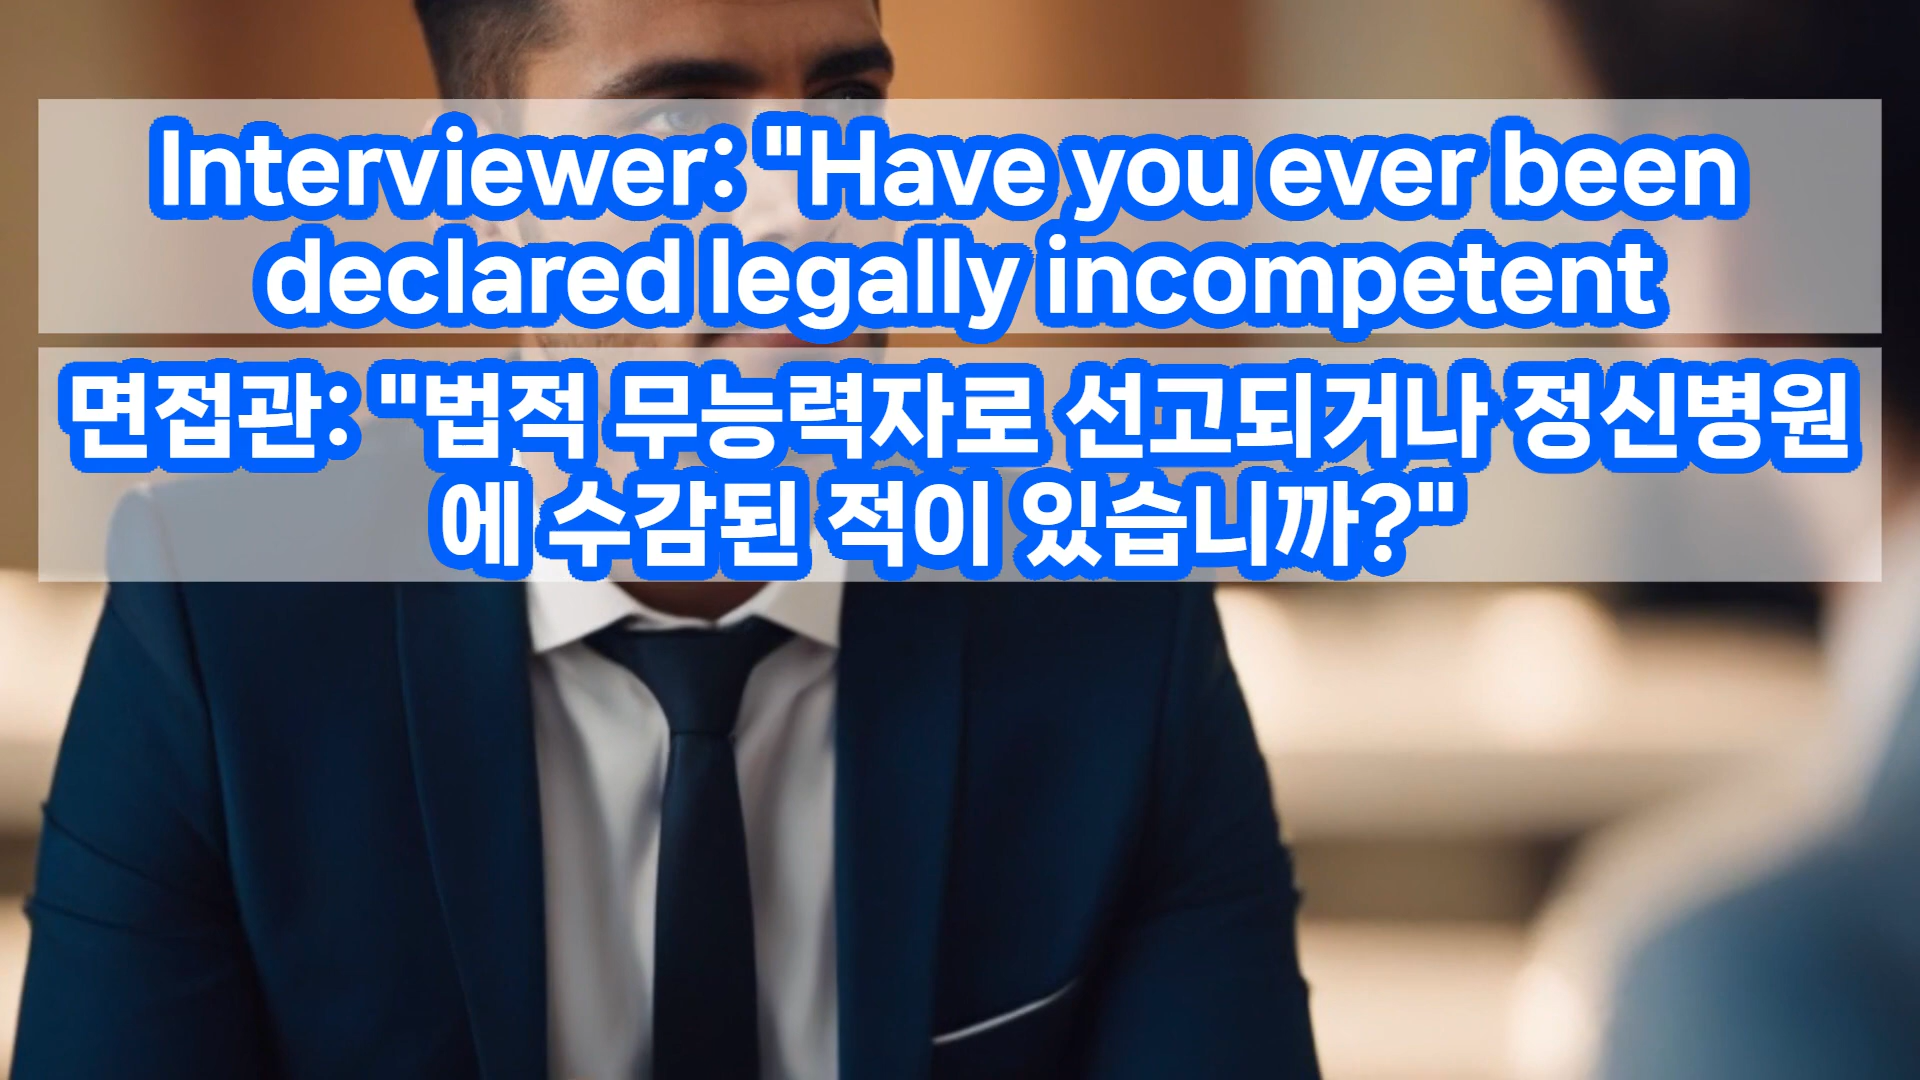 Interviewer: "Have you ever been
declared legally incompetent
면접관: "법적 무능력자로 선고되거나 정신병원
에 수감된 적이 있습니까?"